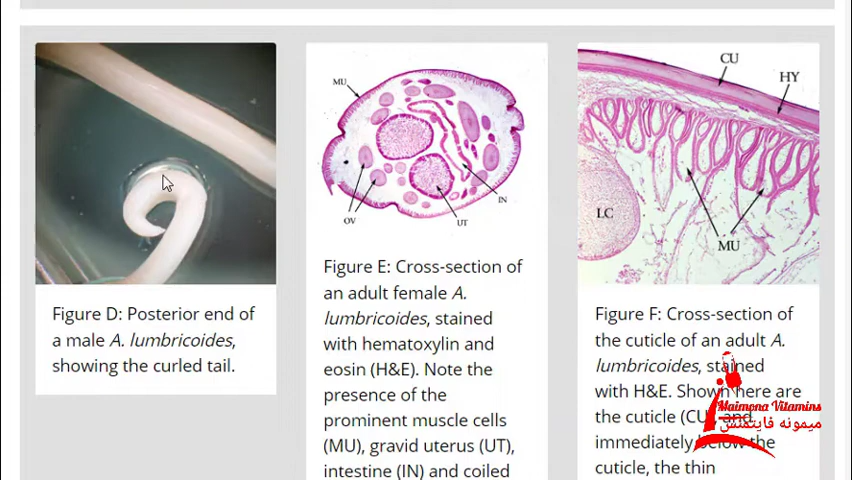 MU
OV
UT
IN
CU
HY
LC
MU
Figure D: Posterior end of
a male A. lumbricoides,
showing the curled tail.
Figure E: Cross-section of
an adult female A.
lumbricoides, stained
with hematoxylin and
eosin (H&E). Note the
presence of the
prominent muscle cells
(MU), gravid uterus (UT),
intestine (IN) and coiled
Figure F: Cross-section of
the cuticle of an adult A.
lumbricoides, stained
with H&E. Shown here are
the cuticle (CU) and
immediately below the
cuticle, the thin
Maimona Vitamins
میمونه فایتمنس